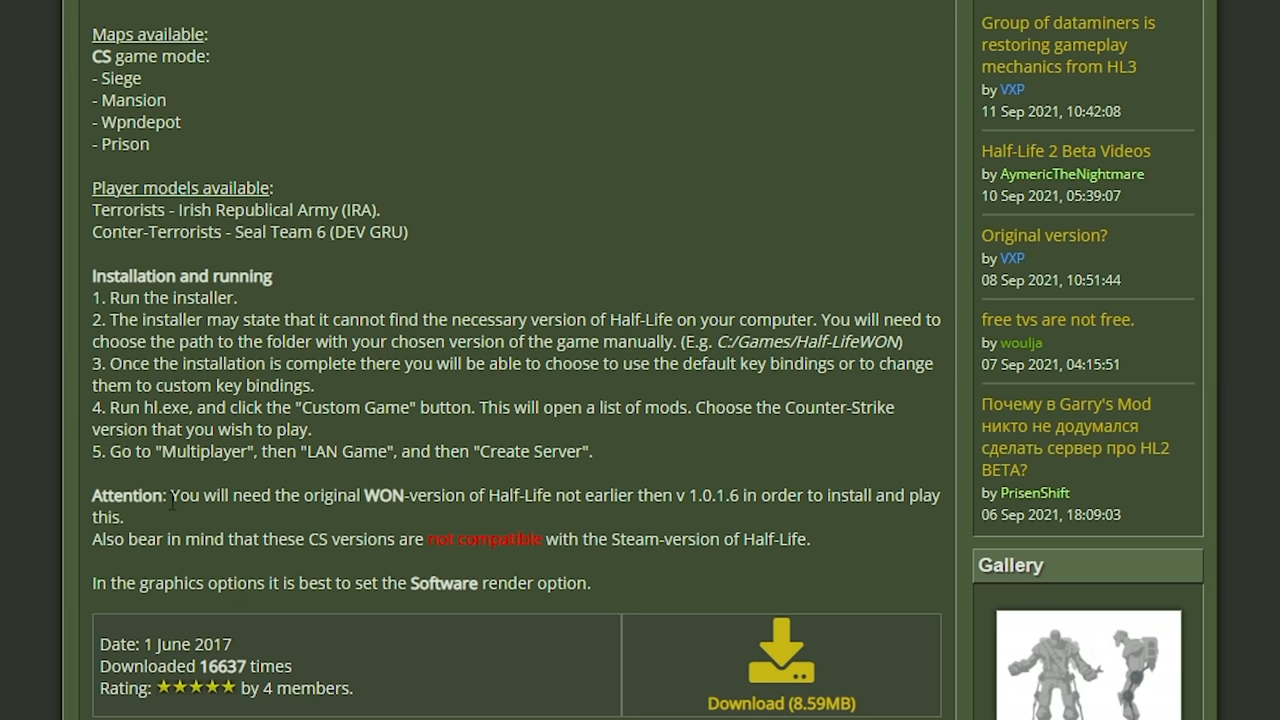 Maps available:
CS game mode:
- Siege
- Mansion
- Wpndepot
- Prison
Player models available:
Terrorists - Irish Republical Army (IRA).
Conter-Terrorists - Seal Team 6 (DEV GRU)
Installation and running
1. Run the installer.
2. The installer may state that it cannot find the necessary version of Half-Life on your computer. You will need to
choose the path to the folder with your chosen version of the game manually. (E.g. C:/Games/Half-LifeWON)
3. Once the installation is complete there you will be able to choose to use the default key bindings or to change
them to custom key bindings.
4. Run hl.exe, and click the "Custom Game" button. This will open a list of mods. Choose the Counter-Strike
version that you wish to play.
5. Go to "Multiplayer", then "LAN Game", and then "Create Server".
Attention: You will need the original WON-version of Half-Life not earlier then v 1.0.1.6 in order to install and play
this.
Also bear in mind that these CS versions are not compatible with the Steam-version of Half-Life.
In the graphics options it is best to set the Software render option.
Date: 1 June 2017
Downloaded 16637 times
Rating: ★★★★★ by 4 members.
Download (8.59MB)
Group of dataminers is
restoring gameplay
mechanics from HL3
by VXP
11 Sep 2021, 10:42:08
Half-Life 2 Beta Videos
by AymericTheNightmare
10 Sep 2021, 05:39:07
Original version?
by VXP
08 Sep 2021, 10:51:44
free tvs are not free.
by woulja
07 Sep 2021, 04:15:51
Почему в Garry's Mod
никто не додумался
сделать сервер про HL2
BETA?
by PrisenShift
06 Sep 2021, 18:09:03
Gallery